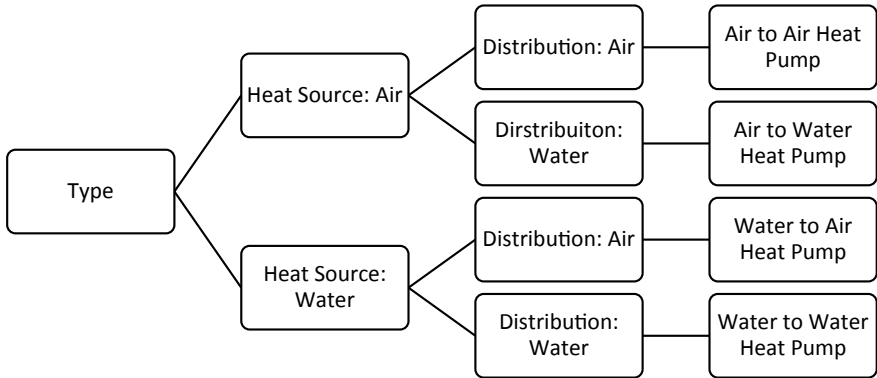 Type
Heat Source: Air
Distribution: Air
Air to Air Heat
Pump
Dirstribuiton:
Water
Air to Water
Heat Pump
Heat Source:
Water
Distribution: Air
Water to Air
Heat Pump
Distribution:
Water
Water to Water
Heat Pump